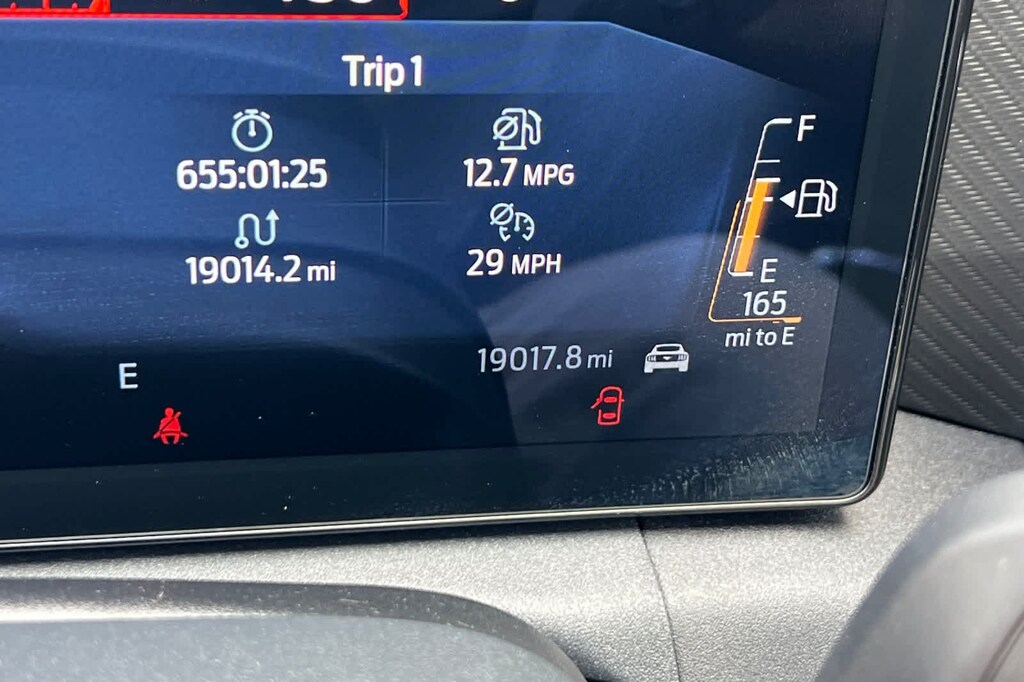 Trip 1
655:01:25
12.7 MPG
19014.2 mi
29 MPH
F
E
165
mi to E
19017.8 mi
E